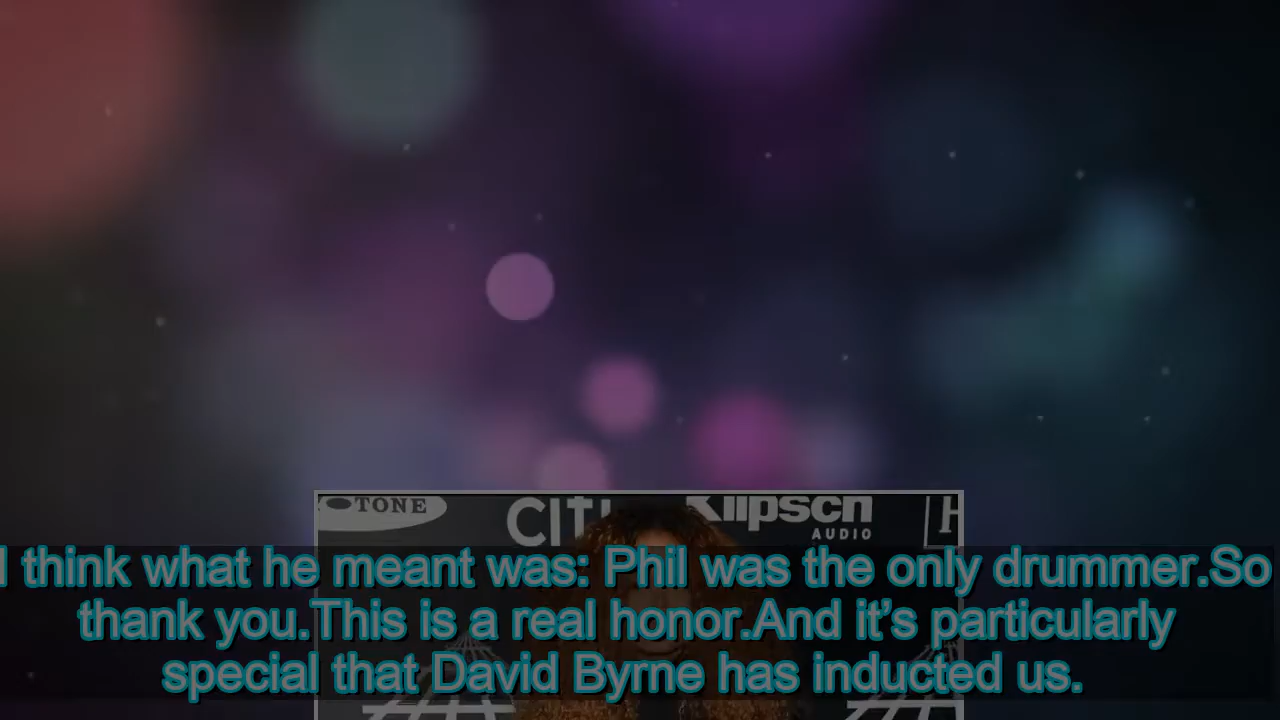 TONE
CITI
Klipsch
AUDIO
H
I think what he meant was: Phil was the only drummer.So
thank you.This is a real honor.And it’s particularly
special that David Byrne has inducted us.